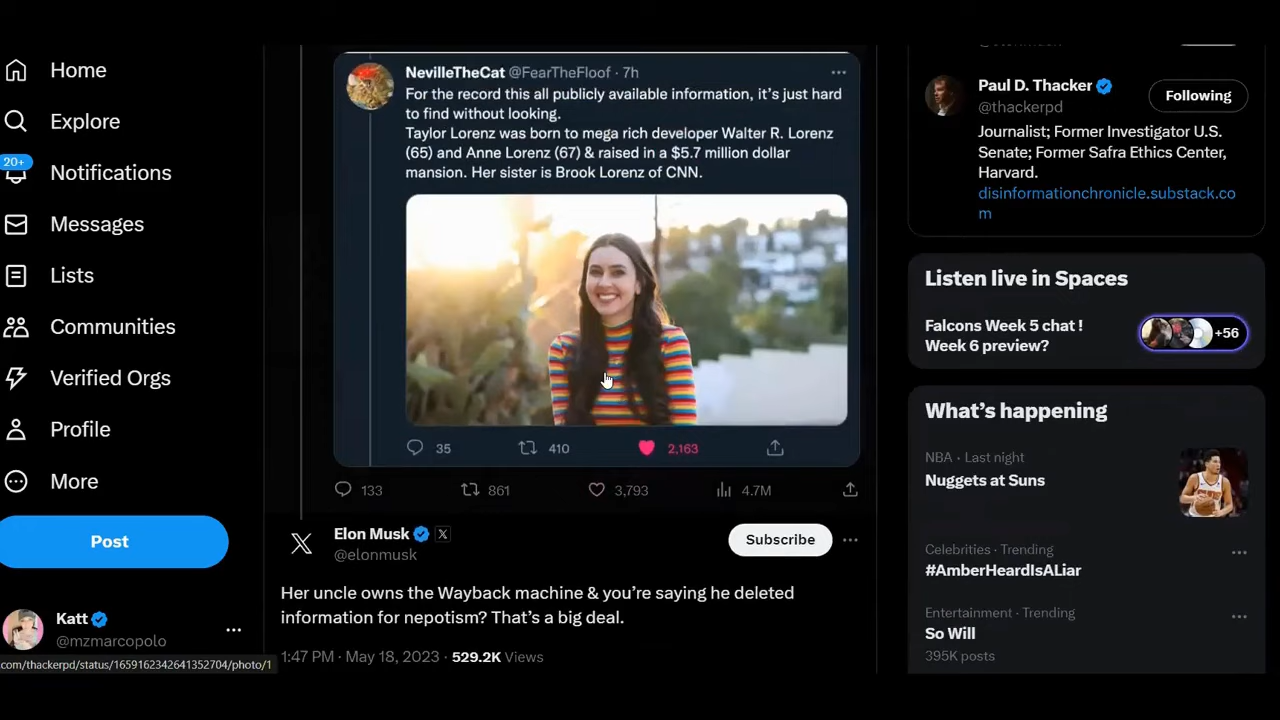 Home
Explore
20+
Notifications
Messages
Lists
Communities
Verified Orgs
Profile
More
Post
Katt
@mzmarcopolo
com/thackerpd/status/1659162342641352704/photo/1
NevilleTheCat @FearTheFloof · 7h
For the record this all publicly available information, it's just hard
to find without looking.
Taylor Lorenz was born to mega rich developer Walter R. Lorenz
(65) and Anne Lorenz (67) & raised in a $5.7 million dollar
mansion. Her sister is Brook Lorenz of CNN.
35 410 2,163
133 861 3,793 4.7M
Elon Musk X
@elonmusk
Subscribe
Her uncle owns the Wayback machine & you're saying he deleted
information for nepotism? That's a big deal.
1:47 PM · May 18, 2023 · 529.2K Views
Paul D. Thacker
@thackerpd
Following
Journalist; Former Investigator U.S.
Senate; Former Safra Ethics Center,
Harvard.
disinformationchronicle.substack.co
m
Listen live in Spaces
Falcons Week 5 chat !
Week 6 preview?
+56
What's happening
NBA · Last night
Nuggets at Suns
Celebrities · Trending
#AmberHeardIsALiar
Entertainment · Trending
So Will
395K posts